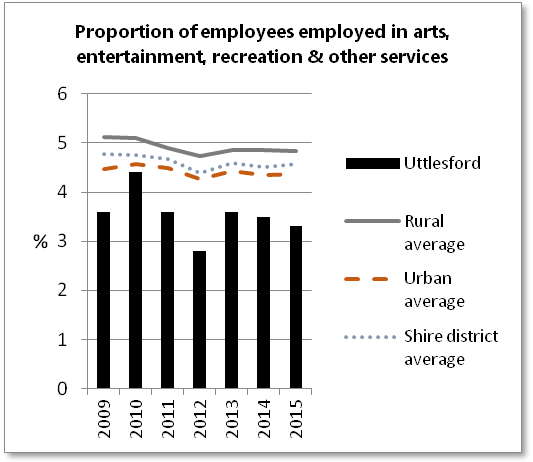 Proportion of employees employed in arts,
entertainment, recreation & other services
6
5
4
3
2
1
0
%
2009
2010
2011
2012
2013
2014
2015
Uttlesford
Rural
average
Urban
average
Shire district
average